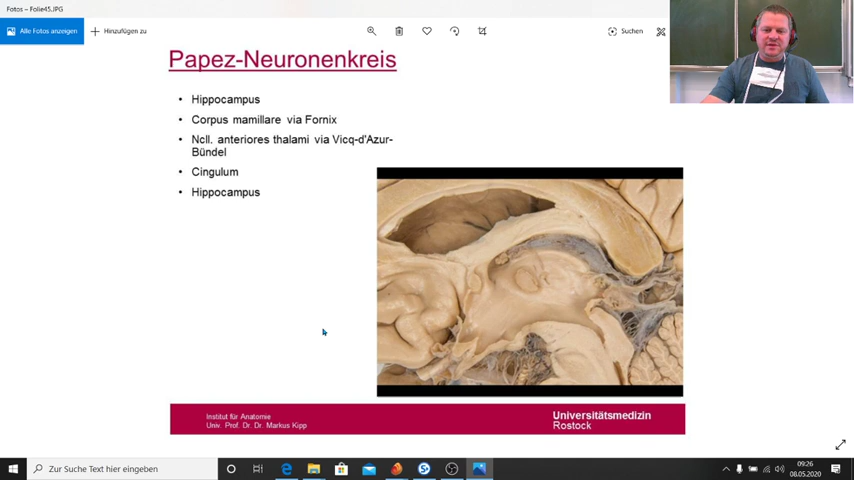 Fotos – Folie45.JPG
Alle Fotos anzeigen
Hinzufügen zu
Suchen
Papez-Neuronenkreis
• Hippocampus
• Corpus mamillare via Fornix
• Ncll. anteriores thalami via Vicq-d'Azur-
Bündel
• Cingulum
• Hippocampus
Institut für Anatomie
Univ. Prof. Dr. Dr. Markus Kipp
Universitätsmedizin
Rostock
Zur Suche Text hier eingeben
09:26
08.05.2020